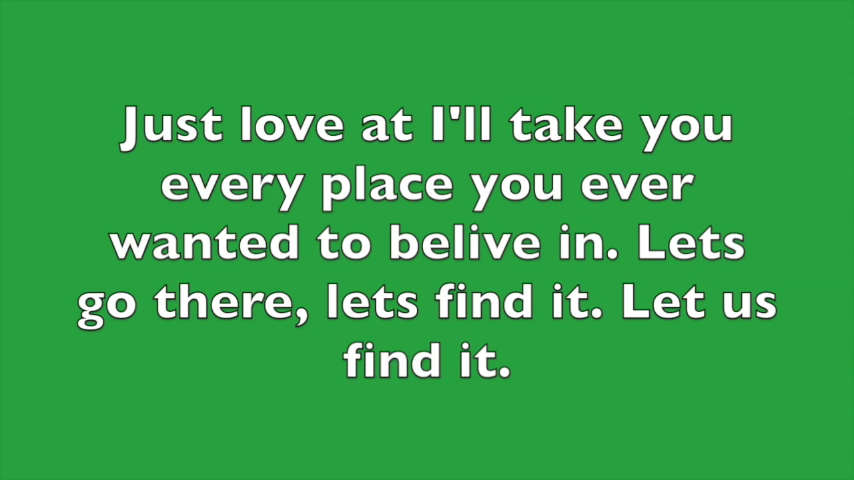 Just love at I'll take you
every place you ever
wanted to belive in. Lets
go there, lets find it. Let us
find it.